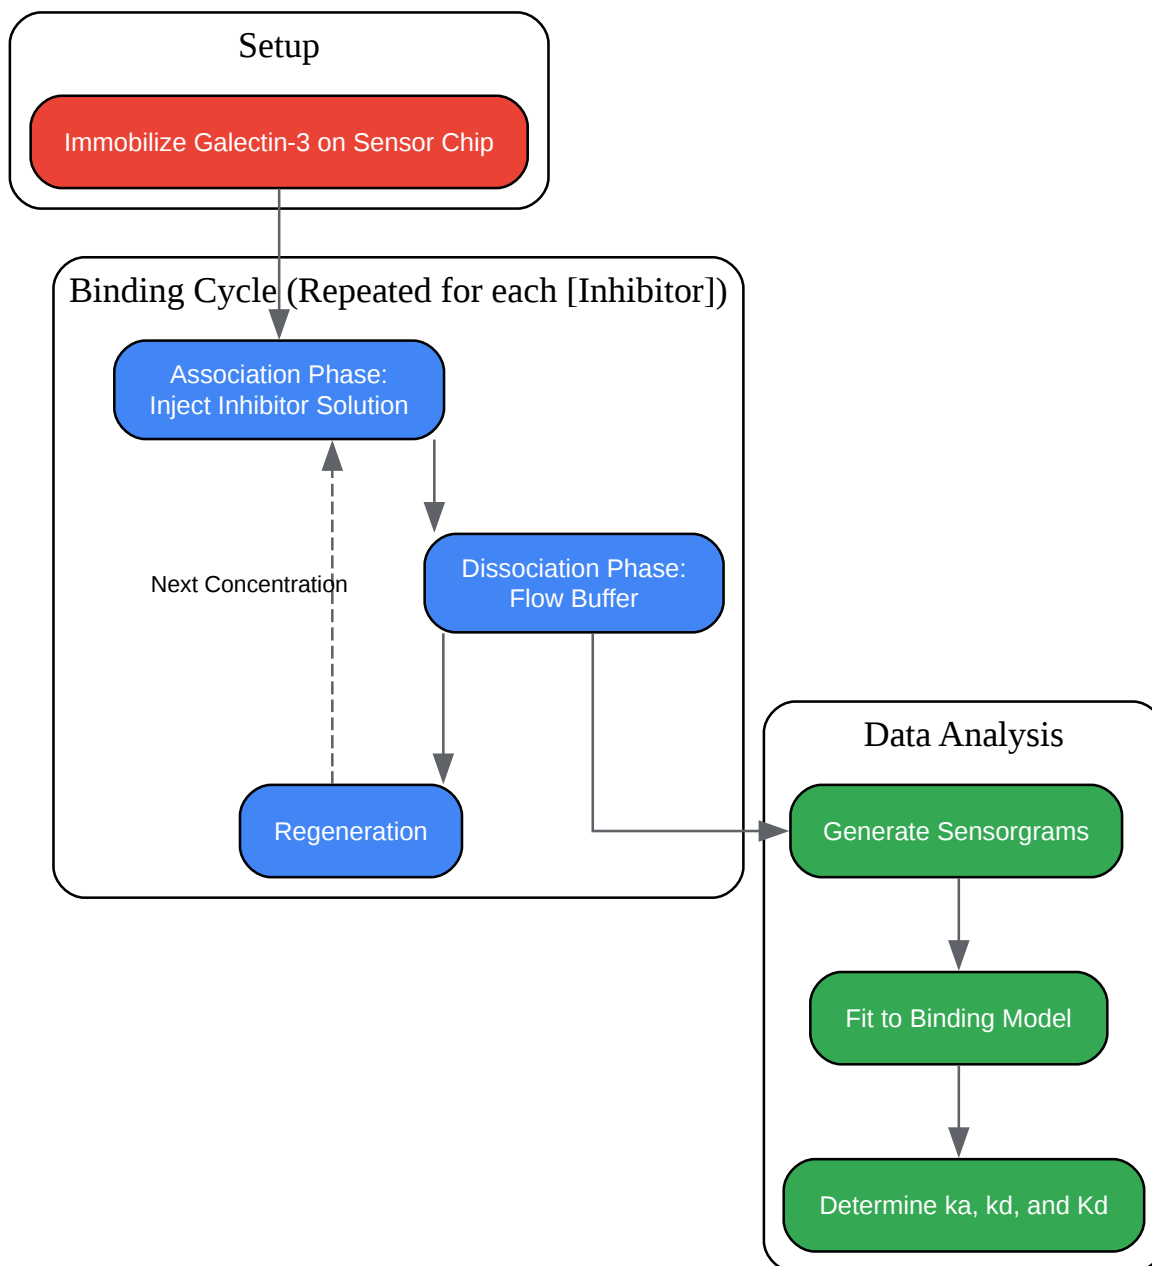 Setup
Immobilize Galectin-3 on Sensor Chip
Binding Cycle (Repeated for each [Inhibitor])
Association Phase:
Inject Inhibitor Solution
Next Concentration
Dissociation Phase:
Flow Buffer
Regeneration
Data Analysis
Generate Sensorgrams
Fit to Binding Model
Determine ka, kd, and Kd